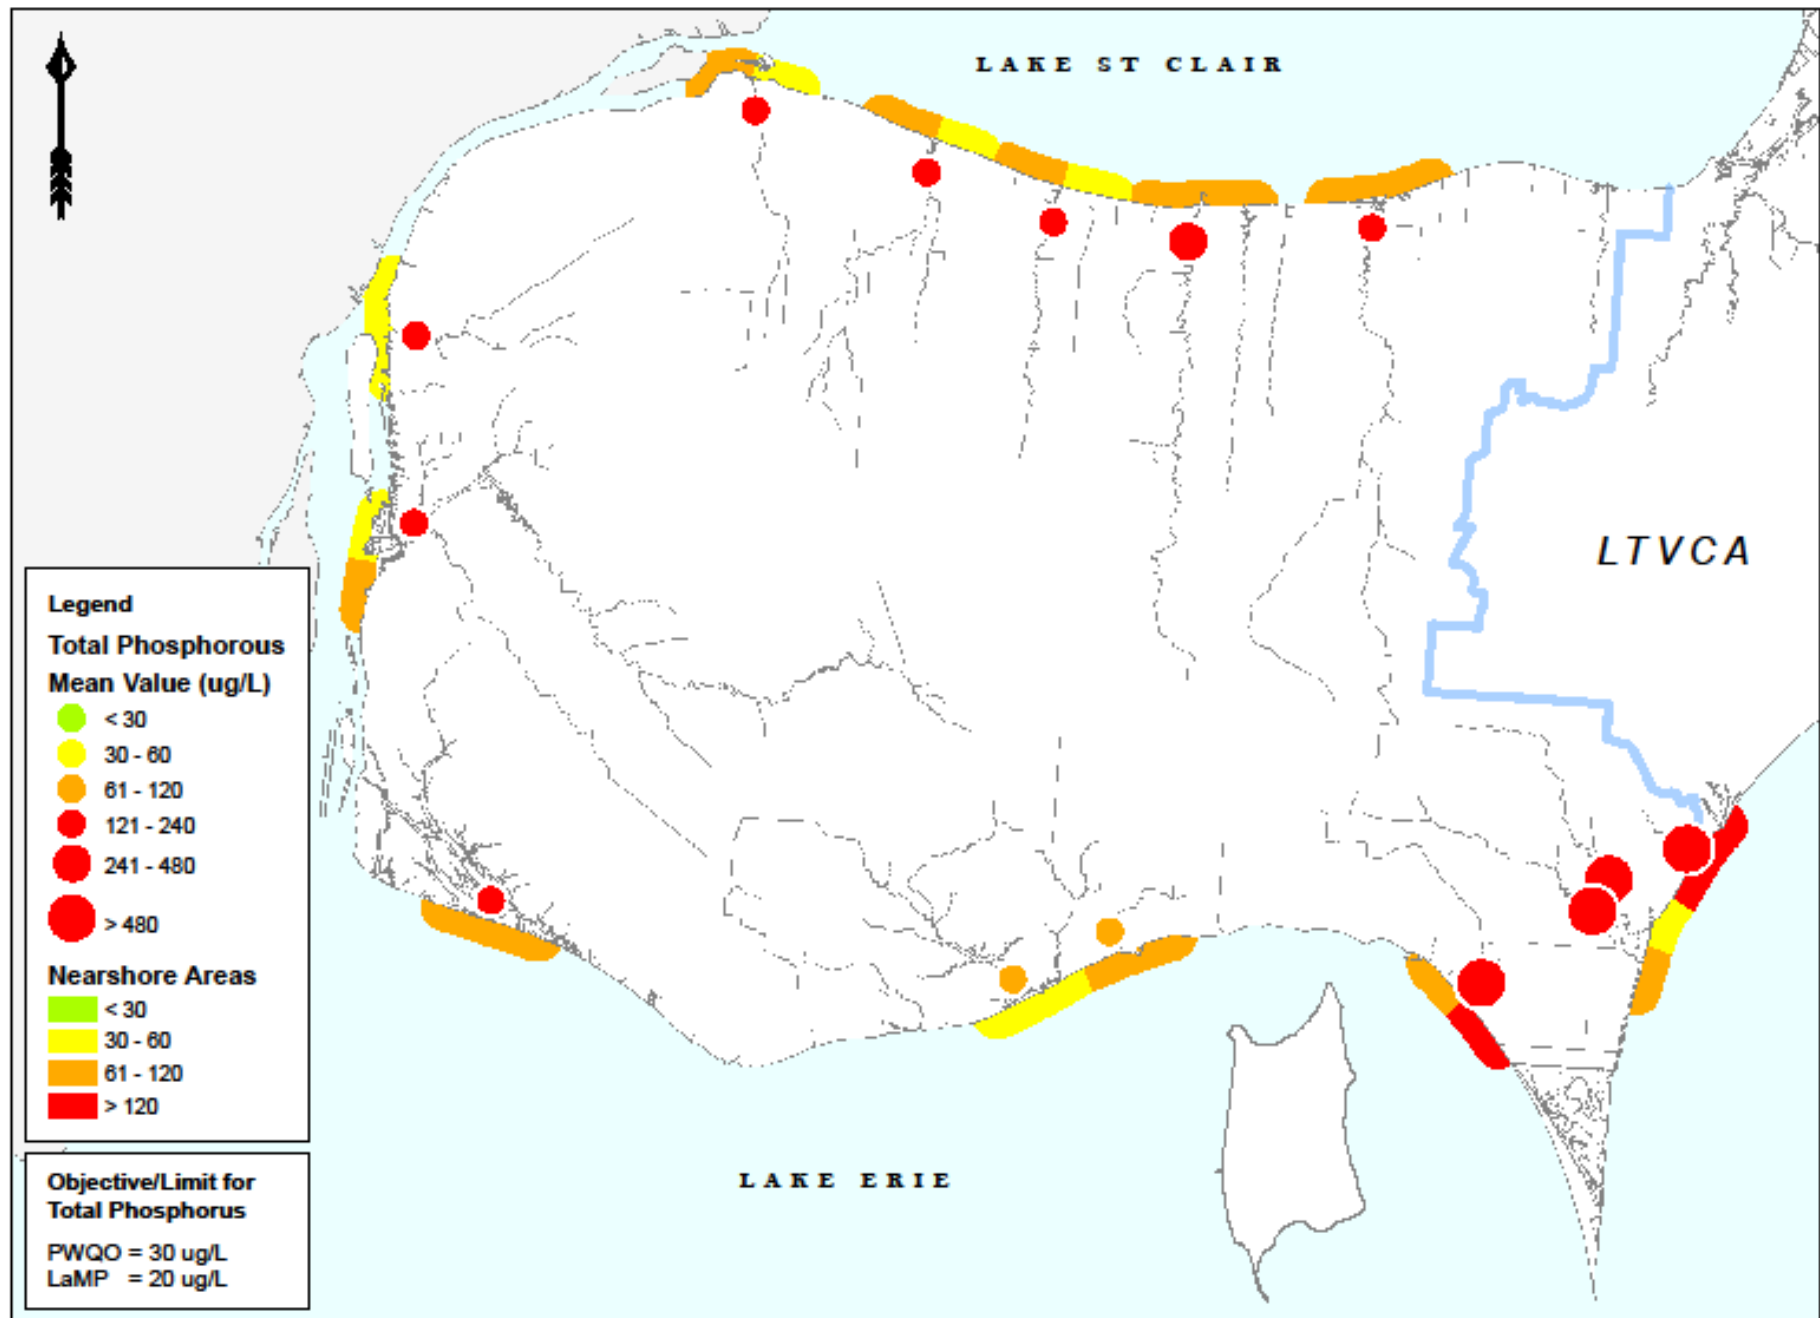 LAKE ST CLAIR
LTVCA
Legend
Total Phosphorous
Mean Value (ug/L)
< 30
30 - 60
61 - 120
121 - 240
241 - 480
> 480
Nearshore Areas
< 30
30 - 60
61 - 120
> 120
Objective/Limit for
Total Phosphorus
PWQO = 30 ug/L
LaMP = 20 ug/L
LAKE ERIE